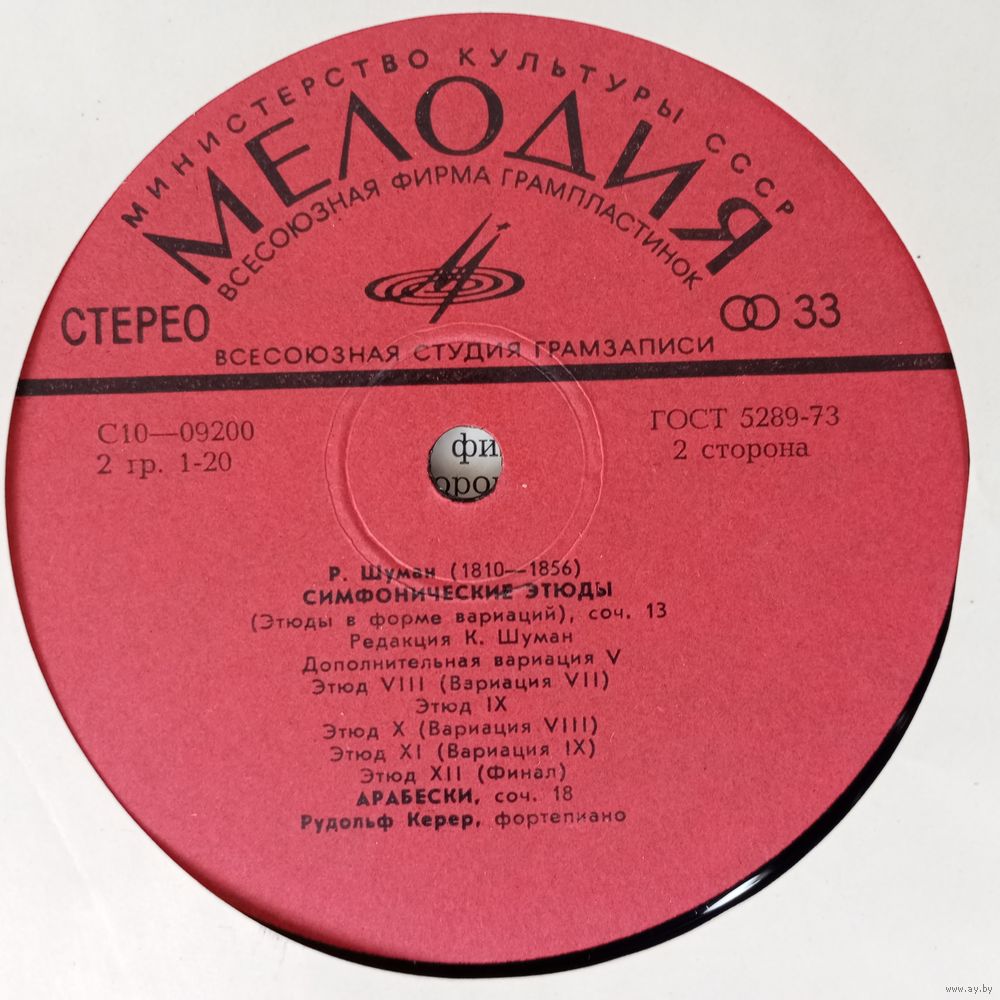 МИНИСТЕРСТВО КУЛЬТУРЫ СССР
МЕЛОДИЯ
ВСЕСОЮЗНАЯ ФИРМА ГРАМПЛАСТИНОК
СТЕРЕО
33
ВСЕСОЮЗНАЯ СТУДИЯ ГРАМЗАПИСИ
С10—09200
2 гр. 1-20
ГОСТ 5289-73
2 сторона
Р. Шуман (1810—1856)
СИМФОНИЧЕСКИЕ ЭТЮДЫ
(Этюды в форме вариаций), соч. 13
Редакция К. Шуман
Дополнительная вариация V
Этюд VIII (Вариация VII)
Этюд IX
Этюд X (Вариация VIII)
Этюд XI (Вариация IX)
Этюд XII (Финал)
АРАБЕСКИ, соч. 18
Рудольф Керер, фортепиано
www.ay.by